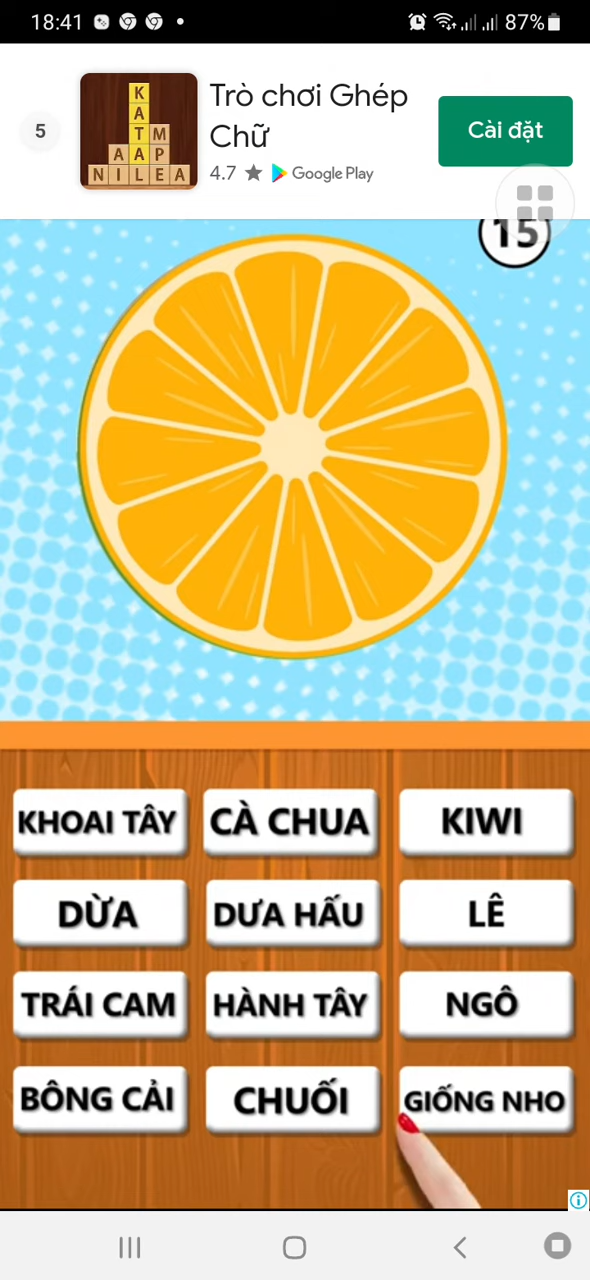 18:41
87%
5
Trò chơi Ghép
Chữ
4.7 ★ Google Play
Cài đặt
K
A
T M
A A P
N I L E A
15
KHOAI TÂY CÀ CHUA KIWI
DỪA DƯA HẤU LÊ
TRÁI CAM HÀNH TÂY NGÔ
BÔNG CẢI CHUỐI GIỐNG NHO